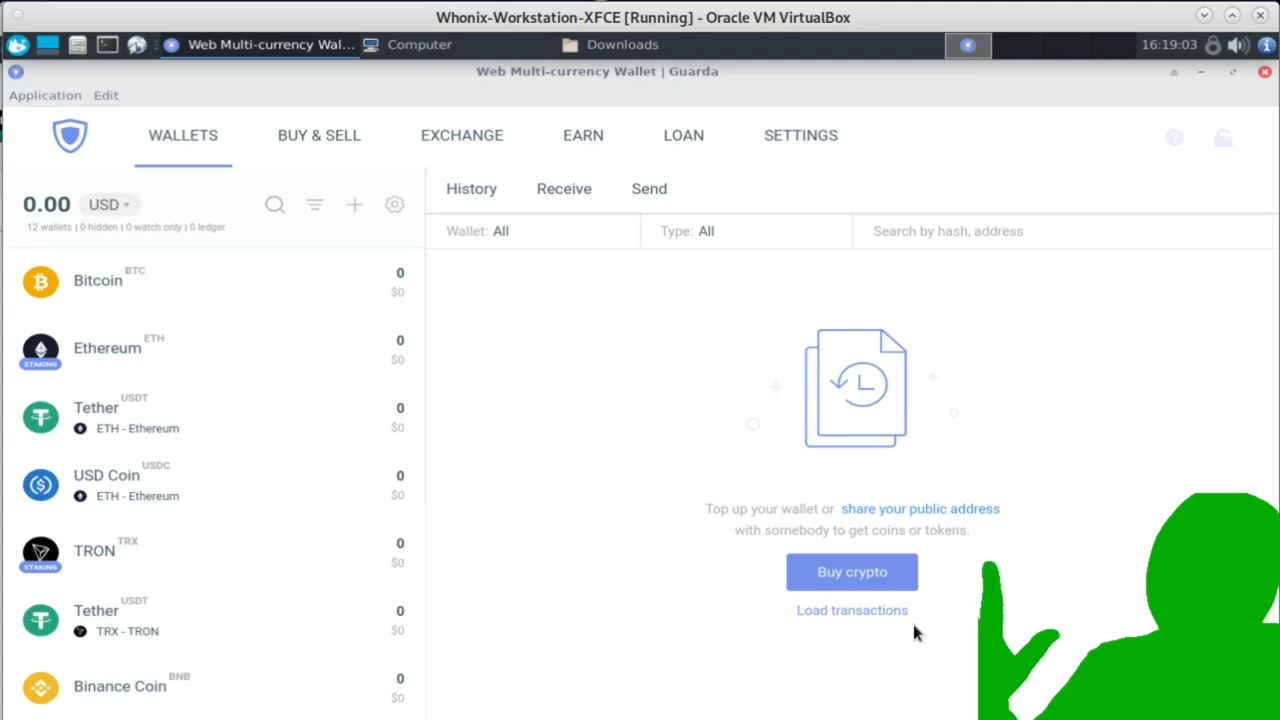 Whonix-Workstation-XFCE [Running] - Oracle VM VirtualBox
Web Multi-currency Wal... Computer Downloads 16:19:03
Web Multi-currency Wallet | Guarda
Application Edit
WALLETS BUY & SELL EXCHANGE EARN LOAN SETTINGS
0.00 USD
12 wallets | 0 hidden | 0 watch only | 0 ledger
History Receive Send
Wallet: All Type: All Search by hash, address
Bitcoin BTC 0
$0
Ethereum ETH 0
STAKING $0
Tether USDT 0
ETH - Ethereum $0
USD Coin USDC 0
ETH - Ethereum $0
TRON TRX 0
STAKING $0
Tether USDT 0
TRX - TRON $0
Binance Coin BNB 0
$0
Top up your wallet or share your public address
with somebody to get coins or tokens.
Buy crypto
Load transactions